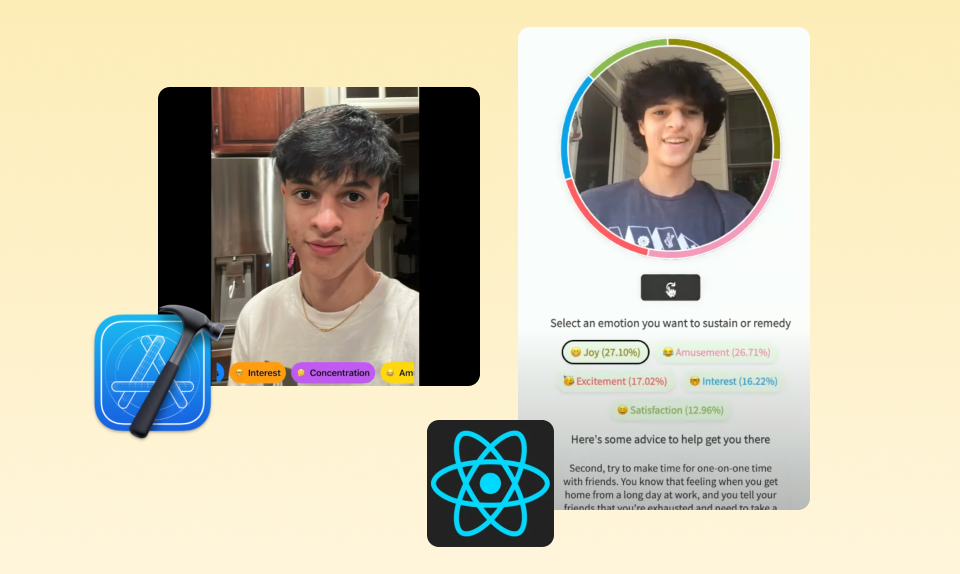 Interest
Concentration
Am
Select an emotion you want to sustain or remedy
Joy (27.10%)
Amusement (26.71%)
Excitement (17.02%)
Interest (16.22%)
Satisfaction (12.96%)
Here's some advice to help get you there
Second, try to make time for one-on-one time
with friends. You know that feeling when you get
home from a long day at work, and you tell your
friends that you're exhausted and need to take a